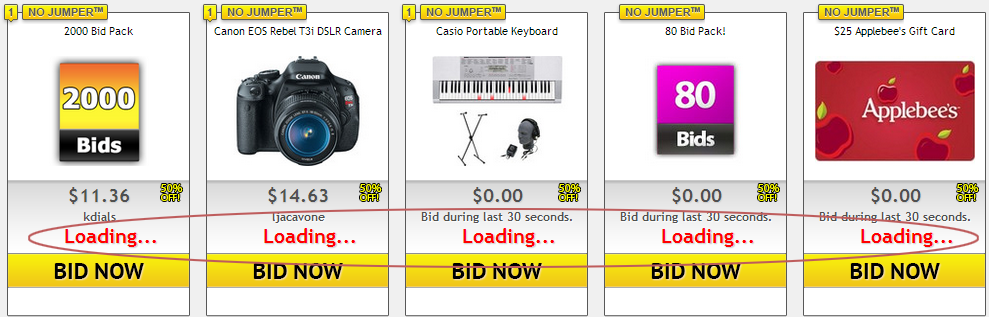 1 NO JUMPER™
2000 Bid Pack
2000
Bids
$11.36
50%
OFF!
kdials
Loading...
BID NOW
1 NO JUMPER™
Canon EOS Rebel T3i DSLR Camera
Canon
$14.63
50%
OFF!
ljacavone
Loading...
BID NOW
1 NO JUMPER™
Casio Portable Keyboard
$0.00
50%
OFF!
Bid during last 30 seconds.
Loading...
BID NOW
NO JUMPER™
80 Bid Pack!
80
Bids
$0.00
50%
OFF!
Bid during last 30 seconds.
Loading...
BID NOW
NO JUMPER™
$25 Applebee's Gift Card
Applebee's
$0.00
50%
OFF!
Bid during last 30 seconds.
Loading...
BID NOW